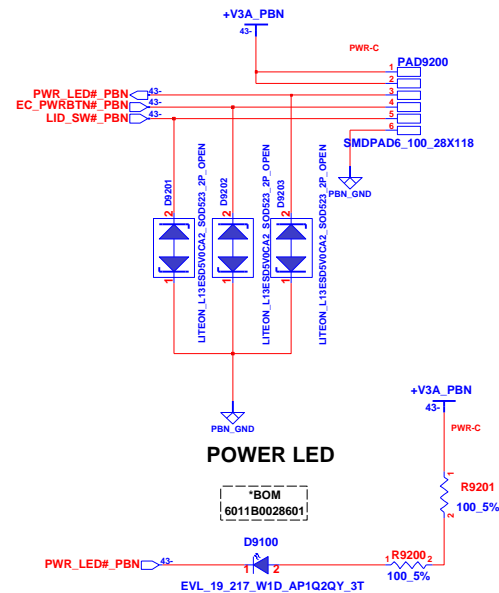 +V3A_PBN
43-
PWR-C
PAD9200
1
2
PWR_LED#_PBN 43- 3
EC_PWRBTN#_PBN 43- 4
LID_SW#_PBN 43- 5
6
SMDPAD6_100_28X118
PBN_GND
D9201
2
1
LITEON_L13ESD5V0CA2_SOD523_2P_OPEN
D9202
2
1
LITEON_L13ESD5V0CA2_SOD523_2P_OPEN
D9203
2
1
LITEON_L13ESD5V0CA2_SOD523_2P_OPEN
PBN_GND
+V3A_PBN
43-
PWR-C
POWER LED
*BOM
6011B0028601
1
R9201
100_5%
2
D9100
R9200
PWR_LED#_PBN 43- 1 2 1 2
100_5%
EVL_19_217_W1D_AP1Q2QY_3T